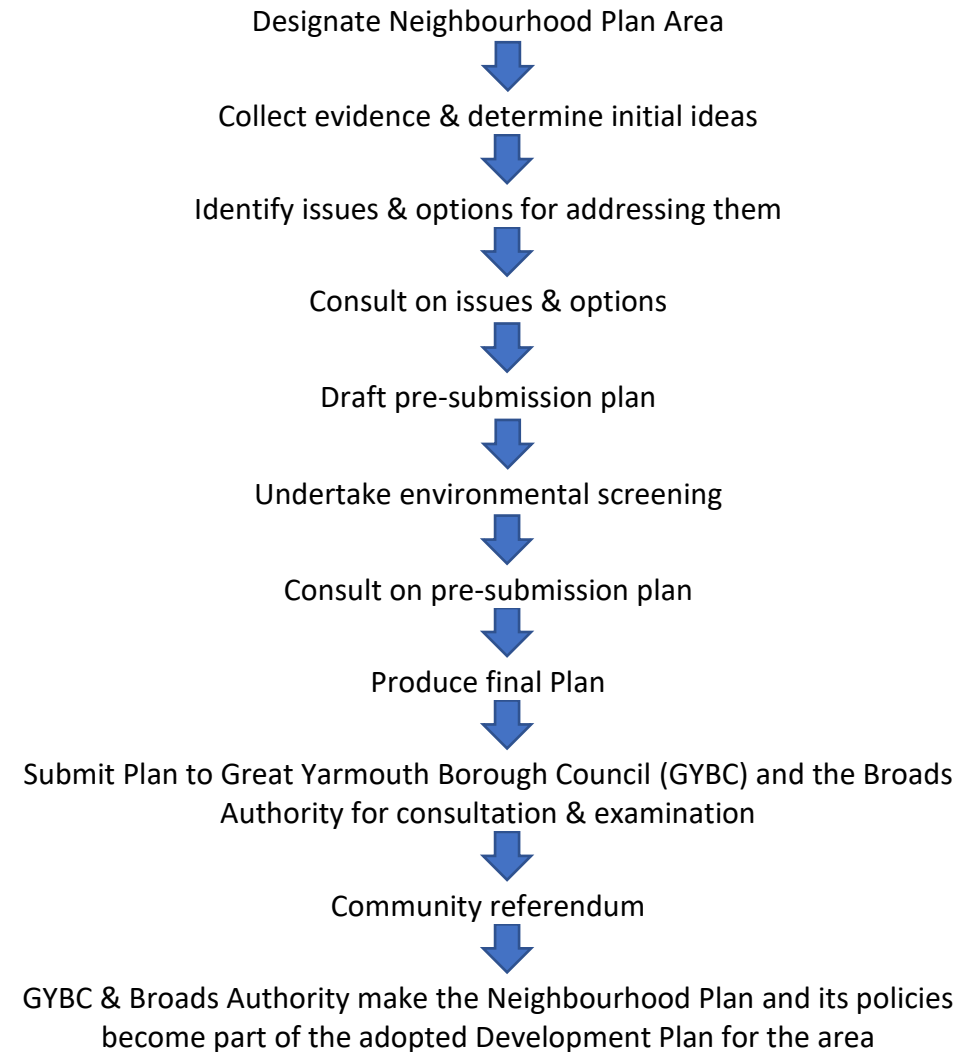 Designate Neighbourhood Plan Area
Collect evidence & determine initial ideas
Identify issues & options for addressing them
Consult on issues & options
Draft pre-submission plan
Undertake environmental screening
Consult on pre-submission plan
Produce final Plan
Submit Plan to Great Yarmouth Borough Council (GYBC) and the Broads
Authority for consultation & examination
Community referendum
GYBC & Broads Authority make the Neighbourhood Plan and its policies
become part of the adopted Development Plan for the area